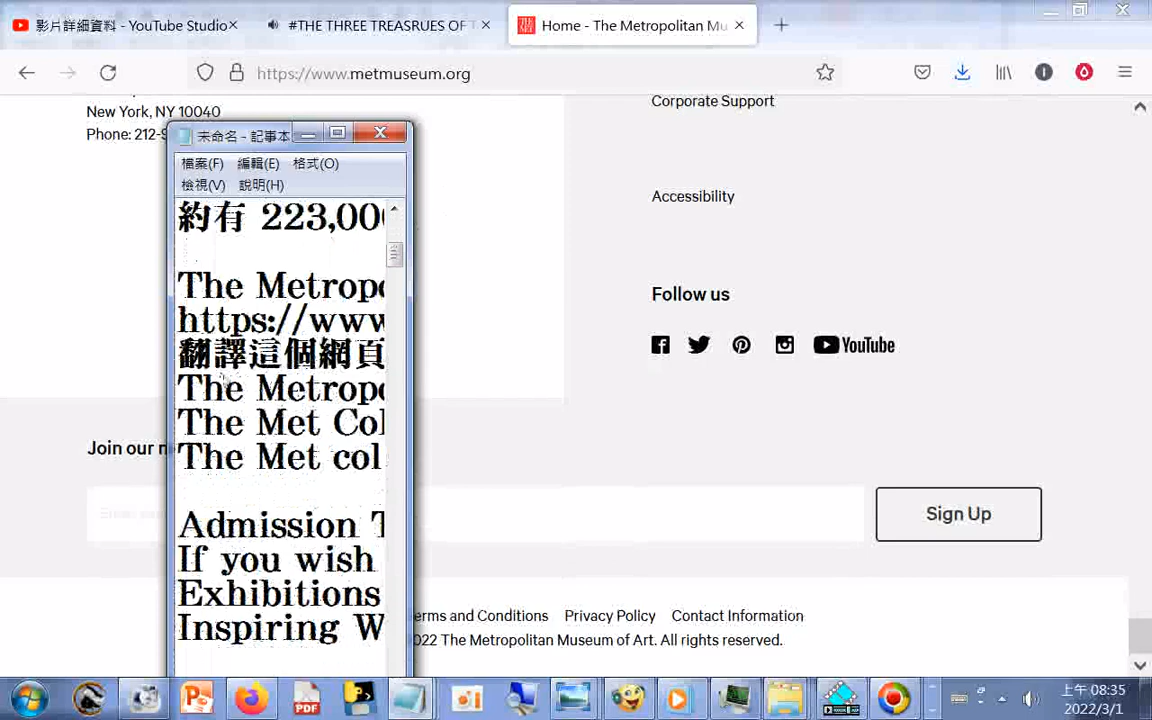 影片詳細資料 - YouTube Studio
#THE THREE TREASRUES OF T
Home - The Metropolitan Mu
https://www.metmuseum.org
New York, NY 10040
Phone: 212-9
Corporate Support
Accessibility
Follow us
YouTube
未命名 - 記事本
檔案(F) 編輯(E) 格式(O)
檢視(V) 說明(H)
約有 223,000
The Metropo
https://www
翻譯這個網頁
The Metropo
The Met Col
The Met col
Admission T
If you wish
Exhibitions
Inspiring W
Join our n
Sign Up
erms and Conditions Privacy Policy Contact Information
022 The Metropolitan Museum of Art. All rights reserved.
上午 08:35
2022/3/1